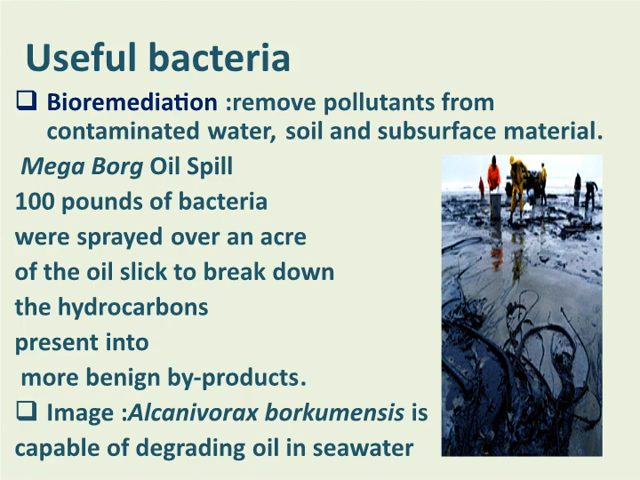 Useful bacteria
❑ Bioremediation :remove pollutants from
contaminated water, soil and subsurface material.
Mega Borg Oil Spill
100 pounds of bacteria
were sprayed over an acre
of the oil slick to break down
the hydrocarbons
present into
more benign by-products.
❑ Image :Alcanivorax borkumensis is
capable of degrading oil in seawater